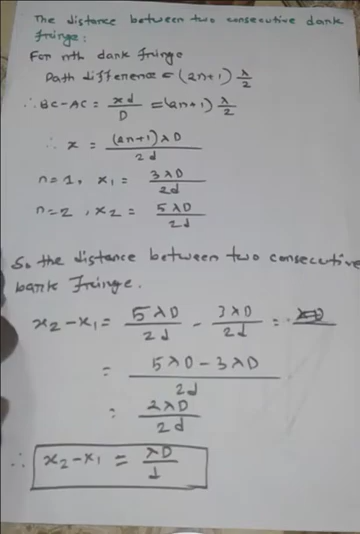 The distance between two consecutive dark
fringe:
For nth dark fringe
Path difference = (2n+1) λ/2
∴ BC-AC = xd/D = (2n+1) λ/2
∴ x = (2n+1)λD/2d
n=1, x₁ = 3λD/2d
n=2, x₂ = 5λD/2d
So the distance between two consecutive
bank fringe.
x₂-x₁ = 5λD/2d - 3λD/2d =
= 5λD-3λD/2d
= 2λD/2d
∴ x₂-x₁ = λD/d